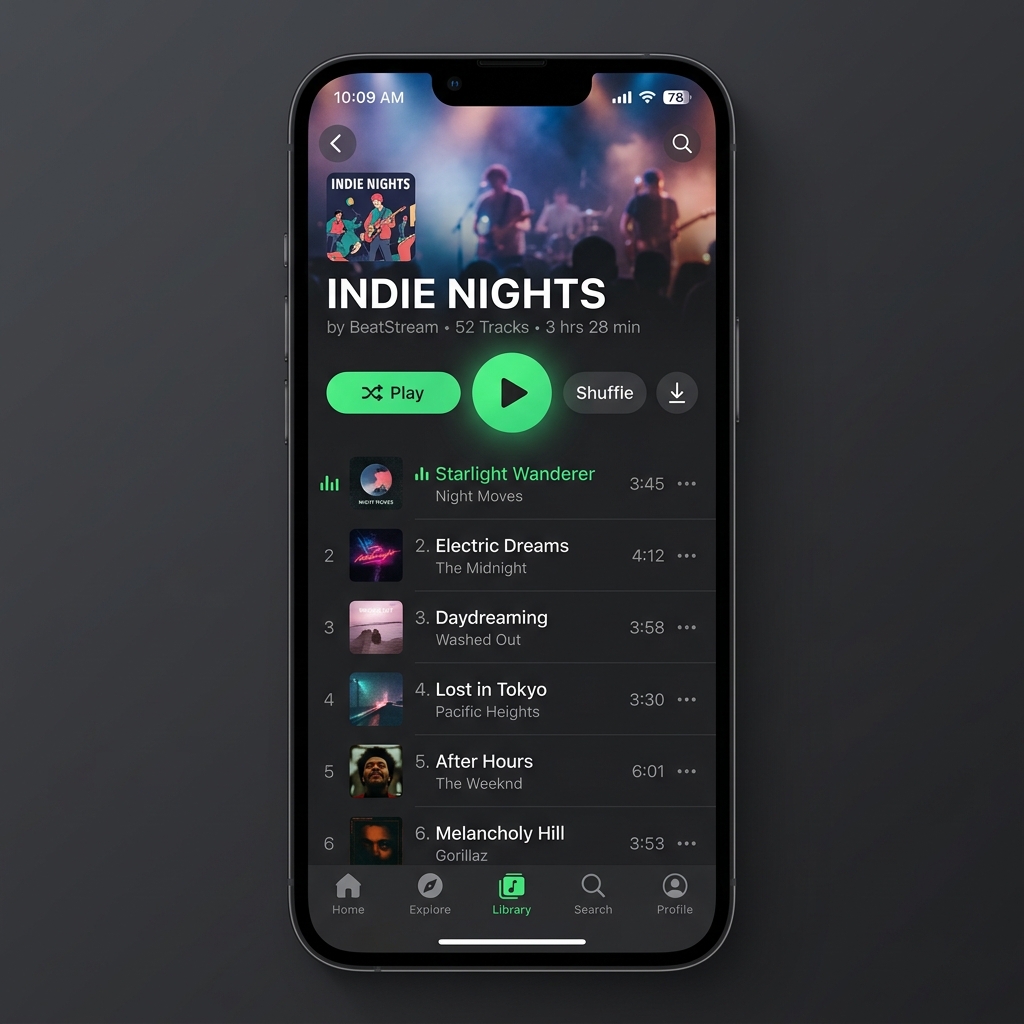 10:09 AM
78
INDIE NIGHTS
INDIE NIGHTS
by BeatStream • 52 Tracks • 3 hrs 28 min
Play
Shuffle
Starlight Wanderer
3:45
Night Moves
NIGHT MOVES
2
2. Electric Dreams
4:12
The Midnight
3
3. Daydreaming
3:58
Washed Out
4
4. Lost in Tokyo
3:30
Pacific Heights
5
5. After Hours
6:01
The Weeknd
6
6. Melancholy Hill
3:53
Gorillaz
Home
Explore
Library
Search
Profile